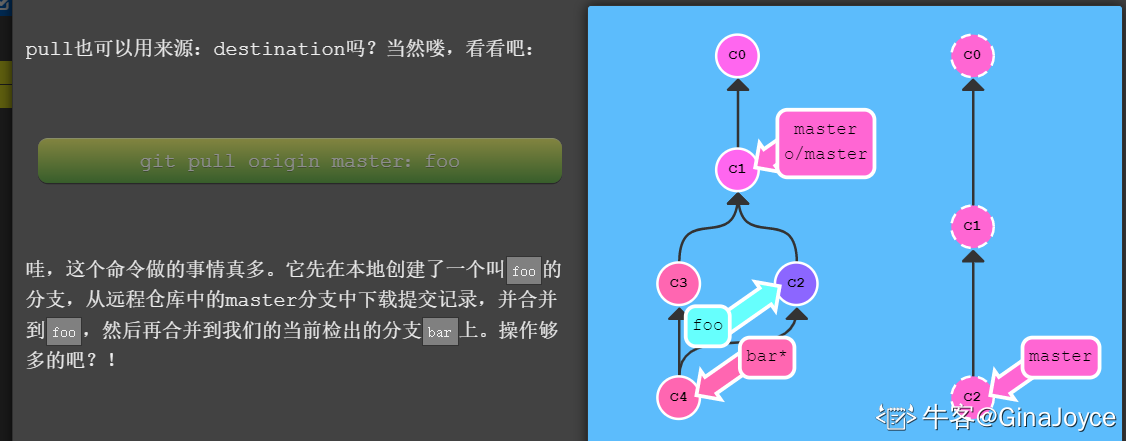 pull也可以用来源：destination吗？当然喽，看看吧：
git pull origin master：foo
哇，这个命令做的事情真多。它先在本地创建了一个叫foo的
分支，从远程仓库中的master分支中下载提交记录，并合并
到foo，然后再合并到我们的当前检出的分支bar上。操作够
多的吧？！
c0
master
o/master
c1
c3
c2
foo
bar*
c4
c0
c1
master
c2
牛客@GinaJoyce